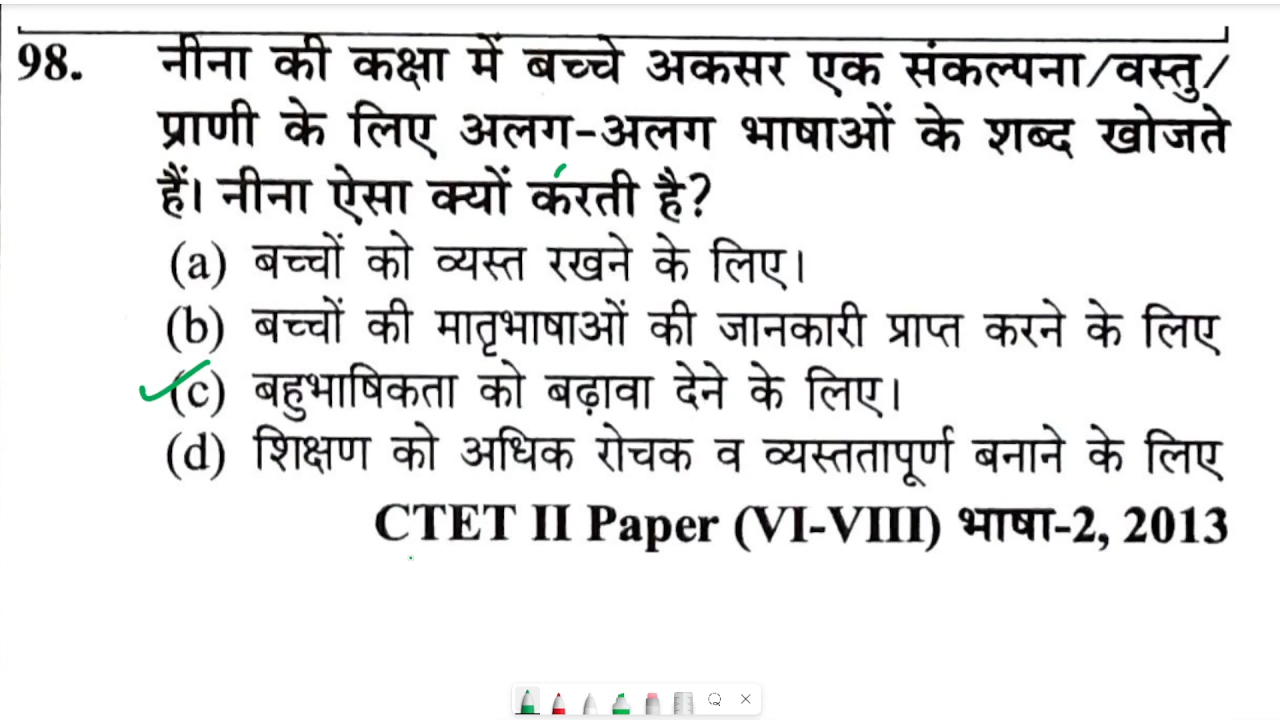 98. नीना की कक्षा में बच्चे अकसर एक संकल्पना/वस्तु/
प्राणी के लिए अलग-अलग भाषाओं के शब्द खोजते
हैं। नीना ऐसा क्यों करती है?
(a) बच्चों को व्यस्त रखने के लिए।
(b) बच्चों की मातृभाषाओं की जानकारी प्राप्त करने के लिए
(c) बहुभाषिकता को बढ़ावा देने के लिए।
(d) शिक्षण को अधिक रोचक व व्यस्ततापूर्ण बनाने के लिए
CTET II Paper (VI-VIII) भाषा-2, 2013